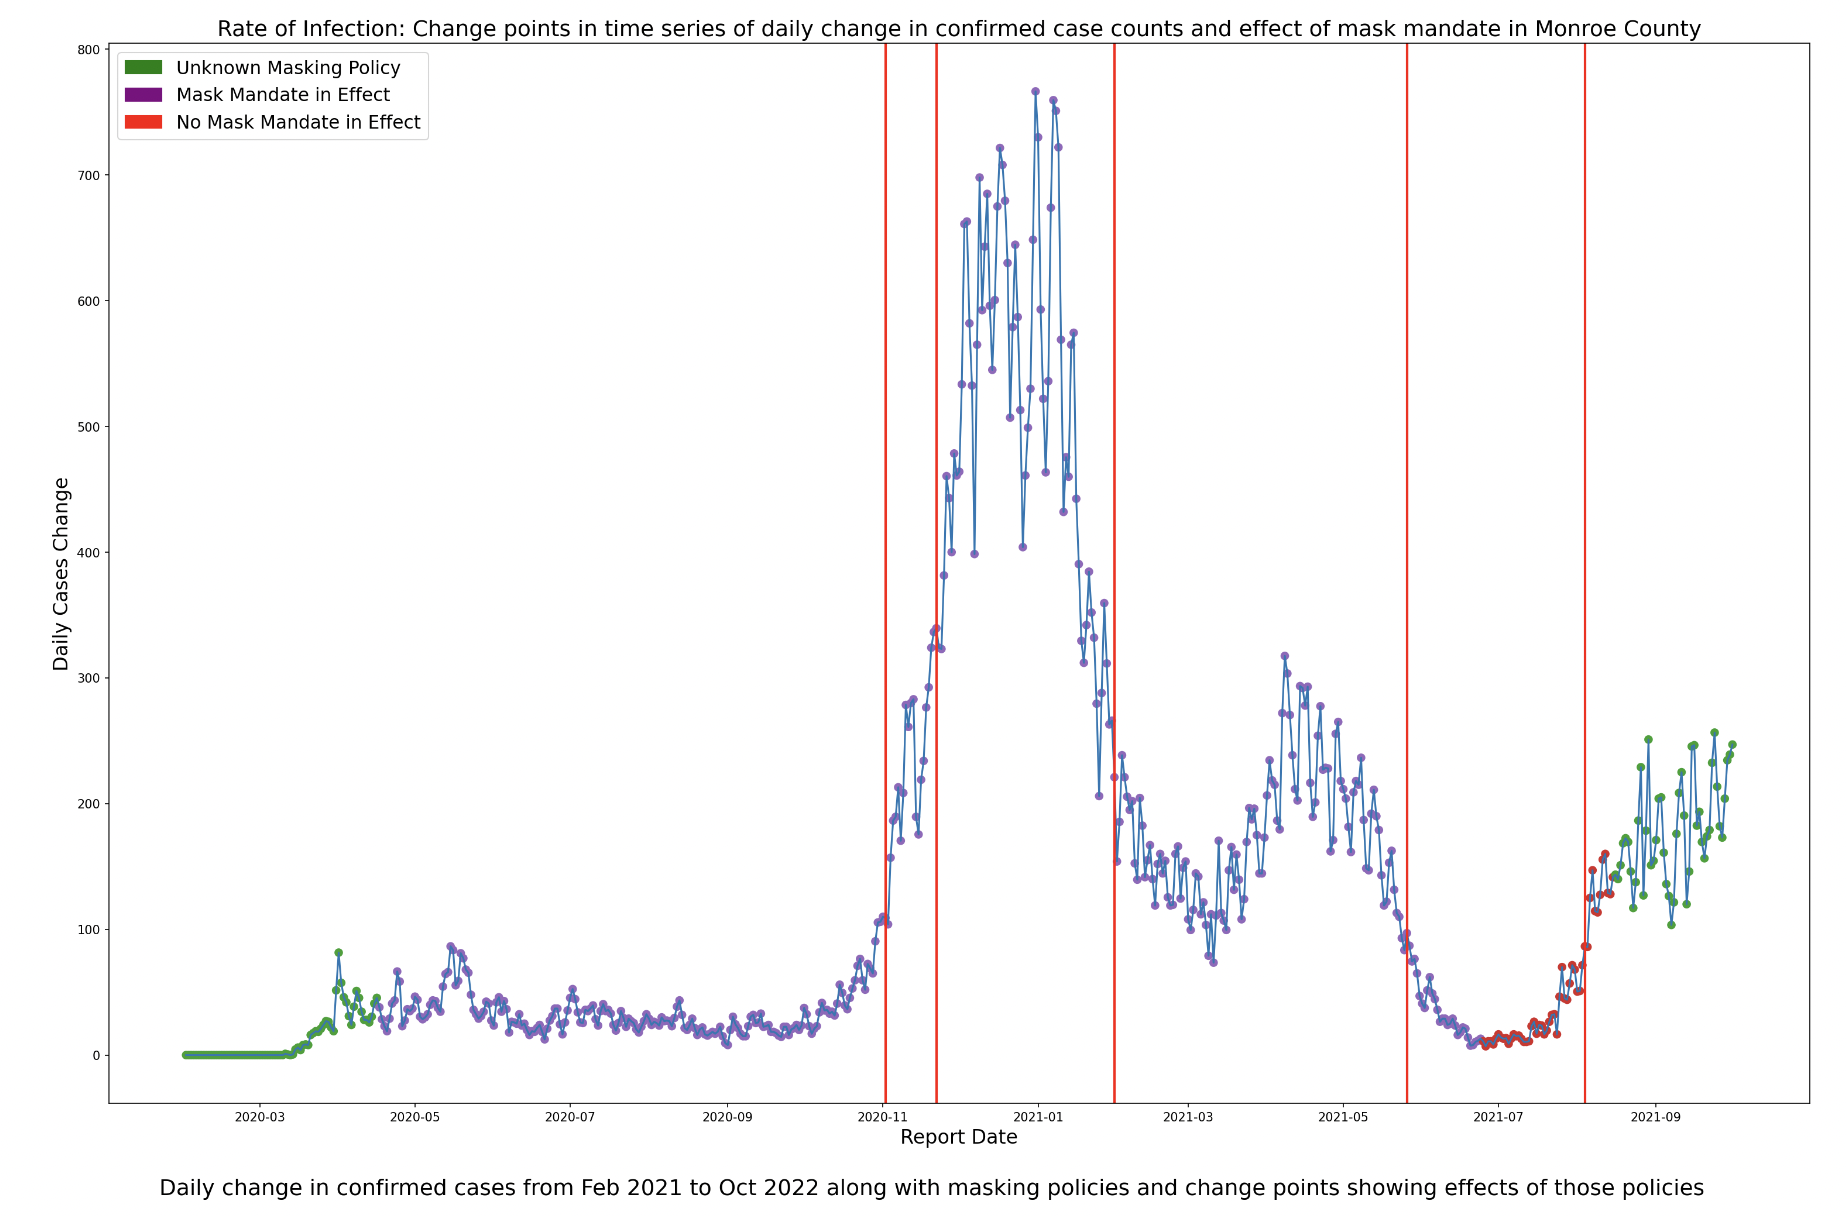 Rate of Infection: Change points in time series of daily change in confirmed case counts and effect of mask mandate in Monroe County
Unknown Masking Policy
Mask Mandate in Effect
No Mask Mandate in Effect
Daily Cases Change
800
700
600
500
400
300
200
100
0
2020-03 2020-05 2020-07 2020-09 2020-11 2021-01 2021-03 2021-05 2021-07 2021-09
Report Date
Daily change in confirmed cases from Feb 2021 to Oct 2022 along with masking policies and change points showing effects of those policies